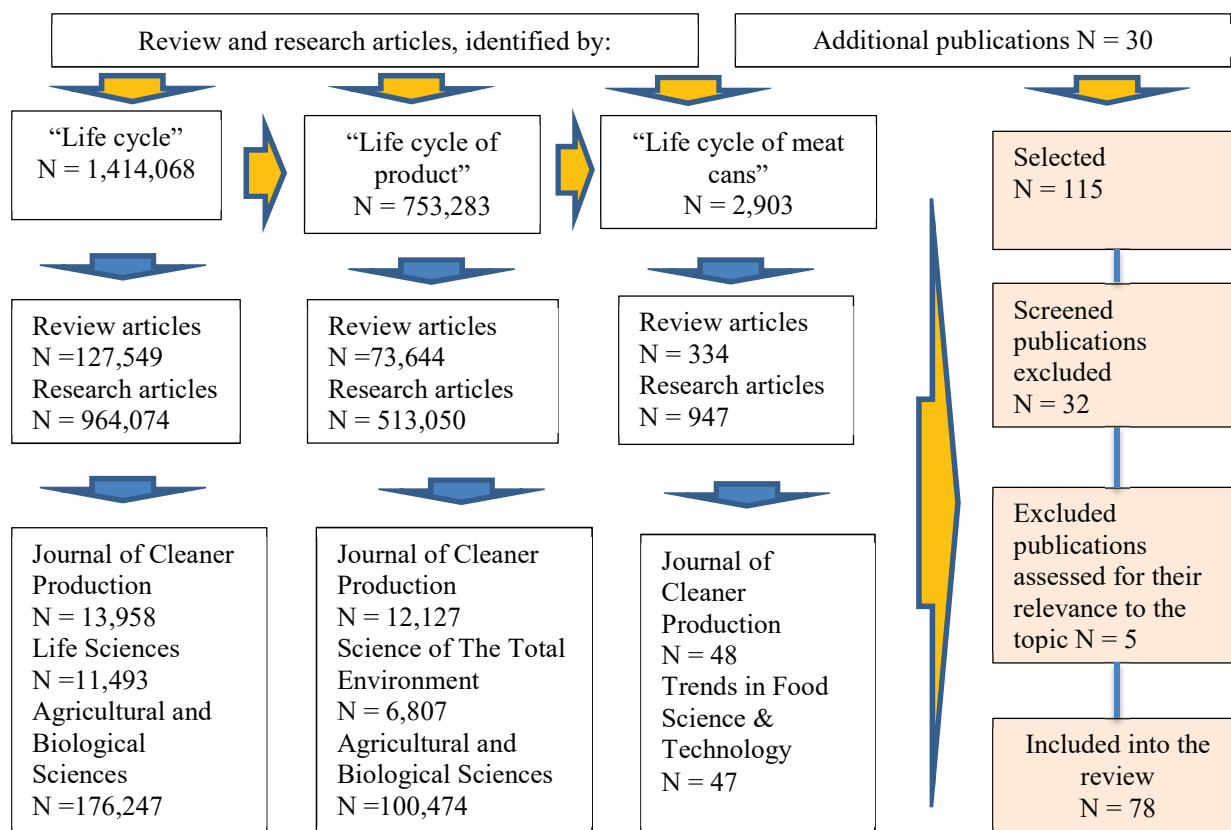 Review and research articles, identified by:
Additional publications N = 30
“Life cycle”
N = 1,414,068
“Life cycle of
product”
N = 753,283
“Life cycle of meat
cans”
N = 2,903
Selected
N = 115
Review articles
N =127,549
Research articles
N = 964,074
Review articles
N =73,644
Research articles
N = 513,050
Review articles
N = 334
Research articles
N = 947
Screened
publications
excluded
N = 32
Journal of Cleaner
Production
N = 13,958
Life Sciences
N =11,493
Agricultural and
Biological
Sciences
N =176,247
Journal of Cleaner
Production
N = 12,127
Science of The Total
Environment
N = 6,807
Agricultural and
Biological Sciences
N =100,474
Journal of
Cleaner
Production
N = 48
Trends in Food
Science &
Technology
N = 47
Excluded
publications
assessed for their
relevance to the
topic N = 5
Included into the
review
N = 78